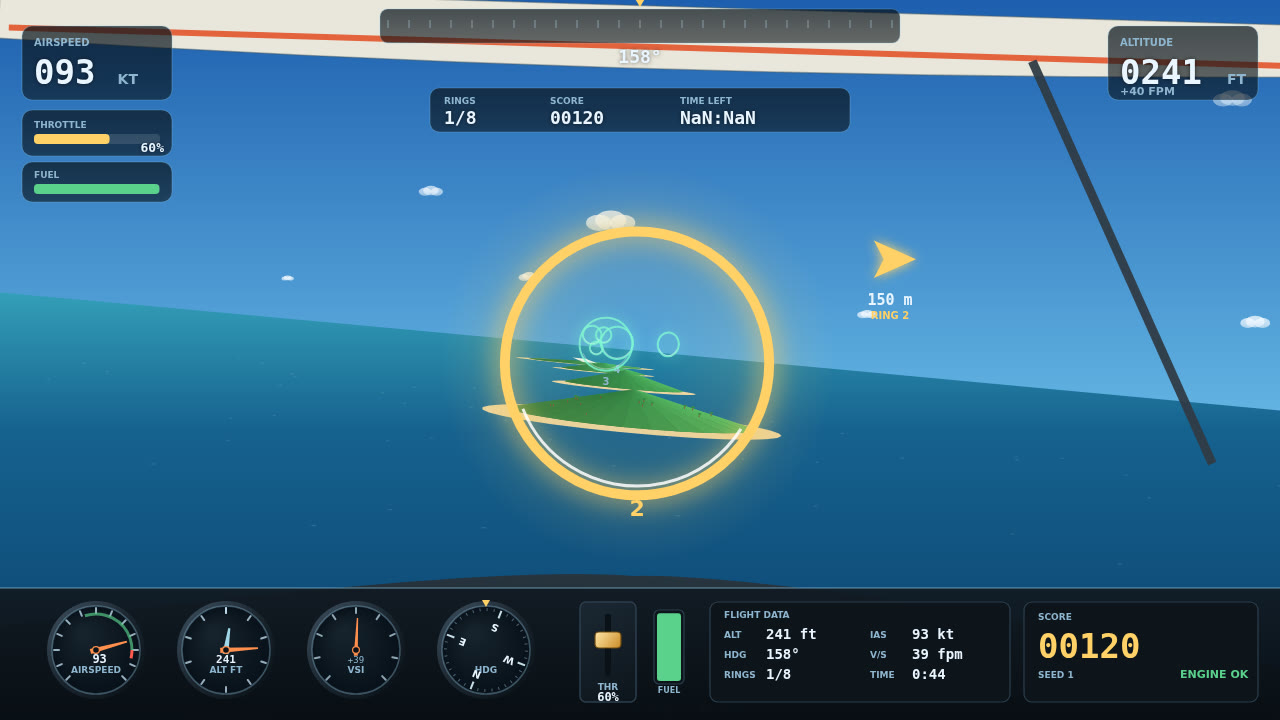 AIRSPEED
093 KT
THROTTLE
60%
FUEL
158°
RINGS SCORE TIME LEFT
1/8 00120 NaN:NaN
ALTITUDE
0241 FT
+40 FPM
150 m
RING 2
4
3
2
93
AIRSPEED
241
ALT FT
+39
VSI
S
E
W
N
HDG
THR
60%
FUEL
FLIGHT DATA
ALT 241 ft IAS 93 kt
HDG 158° V/S 39 fpm
RINGS 1/8 TIME 0:44
SCORE
00120
SEED 1 ENGINE OK